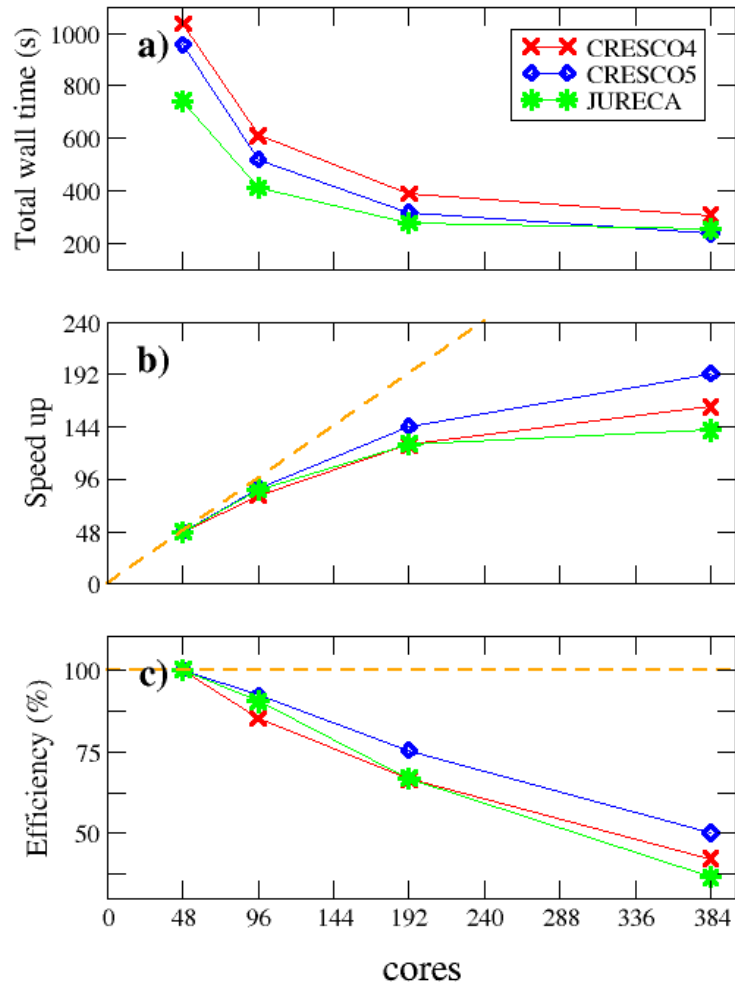 Total wall time (s)
1000
800
600
400
200
a)
CRESCO4
CRESCO5
JURECA
Speed up
240
192
144
96
48
0
b)
Efficiency (%)
100
75
50
c)
0 48 96 144 192 240 288 336 384
cores